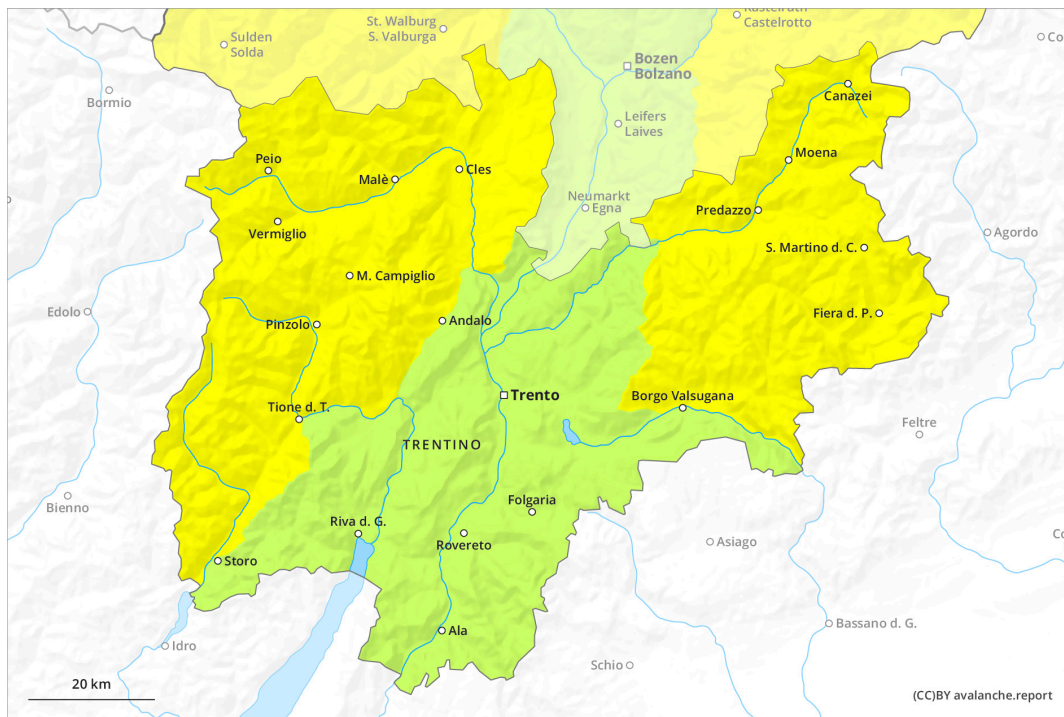 Kastelruth
Castelrotto
St. Walburg
S. Valburga
Sulden
Solda
Co
Bozen
Bolzano
Bormio
Canazei
Leifers
Laives
Moena
Peio
Malè
Cles
Neumarkt
Egna
Predazzo
Vermiglio
Agordo
S. Martino d. C.
M. Campiglio
Edolo
Fiera d. P.
Pinzolo
Andalo
Trento
Borgo Valsugana
Tione d. T.
Feltre
TRENTINO
Bienno
Folgaria
Riva d. G.
Rovereto
Asiago
Storo
Co
Ala
Bassano d. G.
Idro
Schio
20 km
(CC)BY avalanche.report